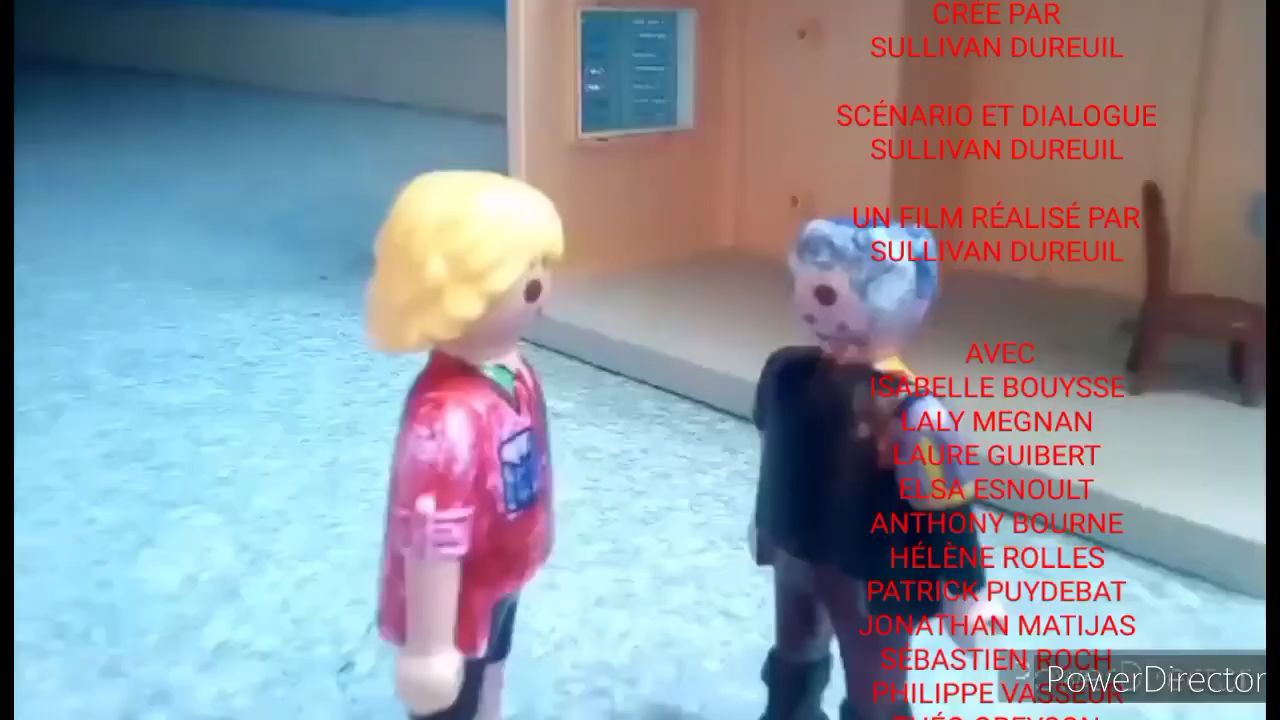 CRÉE PAR
SULLIVAN DUREUIL
SCÉNARIO ET DIALOGUE
SULLIVAN DUREUIL
UN FILM RÉALISÉ PAR
SULLIVAN DUREUIL
AVEC
ISABELLE BOUYSSE
LALY MEGNAN
LAURE GUIBERT
ELSA ESNOULT
ANTHONY BOURNE
HÉLÈNE ROLLES
PATRICK PUYDEBAT
JONATHAN MATIJAS
SÉBASTIEN ROCH
PHILIPPE VASSEUR
PowerDirector